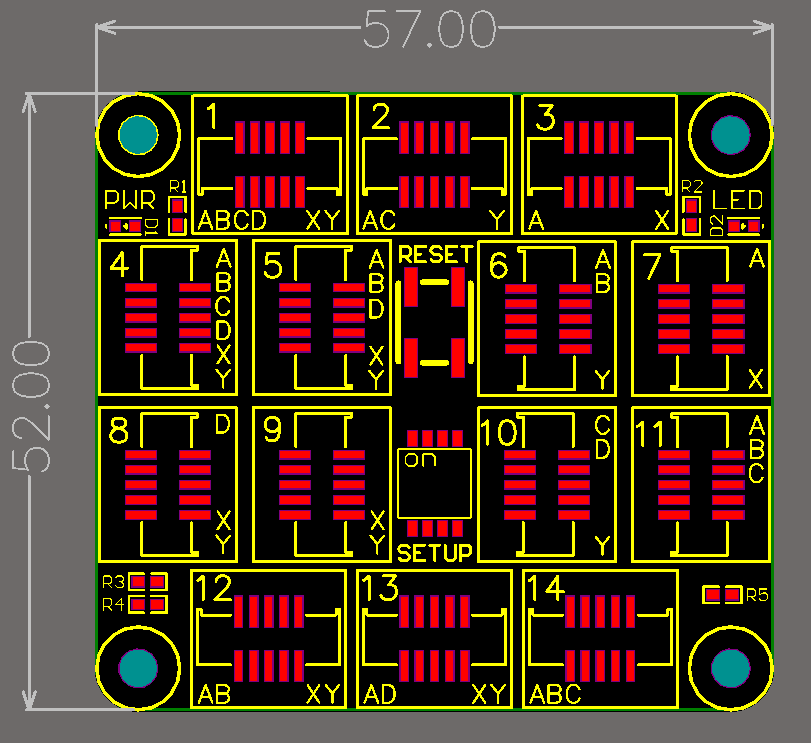 57.00
52.00
1
ABCD XY
2
AC Y
3
A X
PWR
R1
D1
R2
LED
D2
4
A
B
C
D
X
Y
5
A
B
D
X
Y
RESET
6
A
B
Y
7
A
X
8
D
X
Y
9
X
Y
on
SETUP
10
C
D
Y
11
A
B
C
R3
R4
12
AB XY
13
AD XY
14
ABC
R5